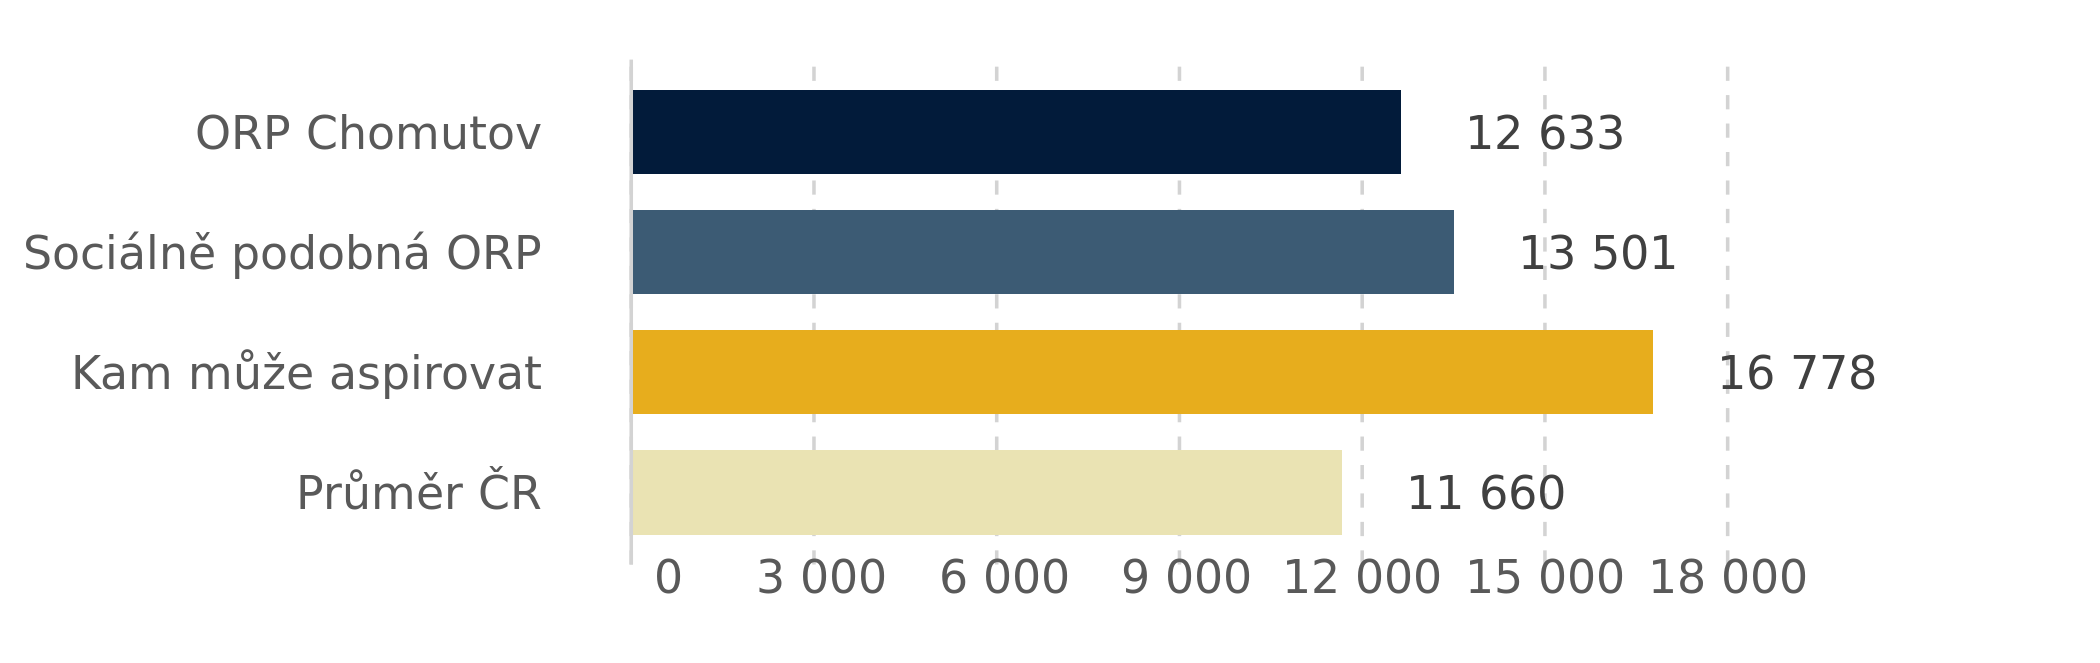 ORP Chomutov 12 633
Sociálně podobná ORP 13 501
Kam může aspirovat 16 778
Průměr ČR 11 660
0 3 000 6 000 9 000 12 000 15 000 18 000